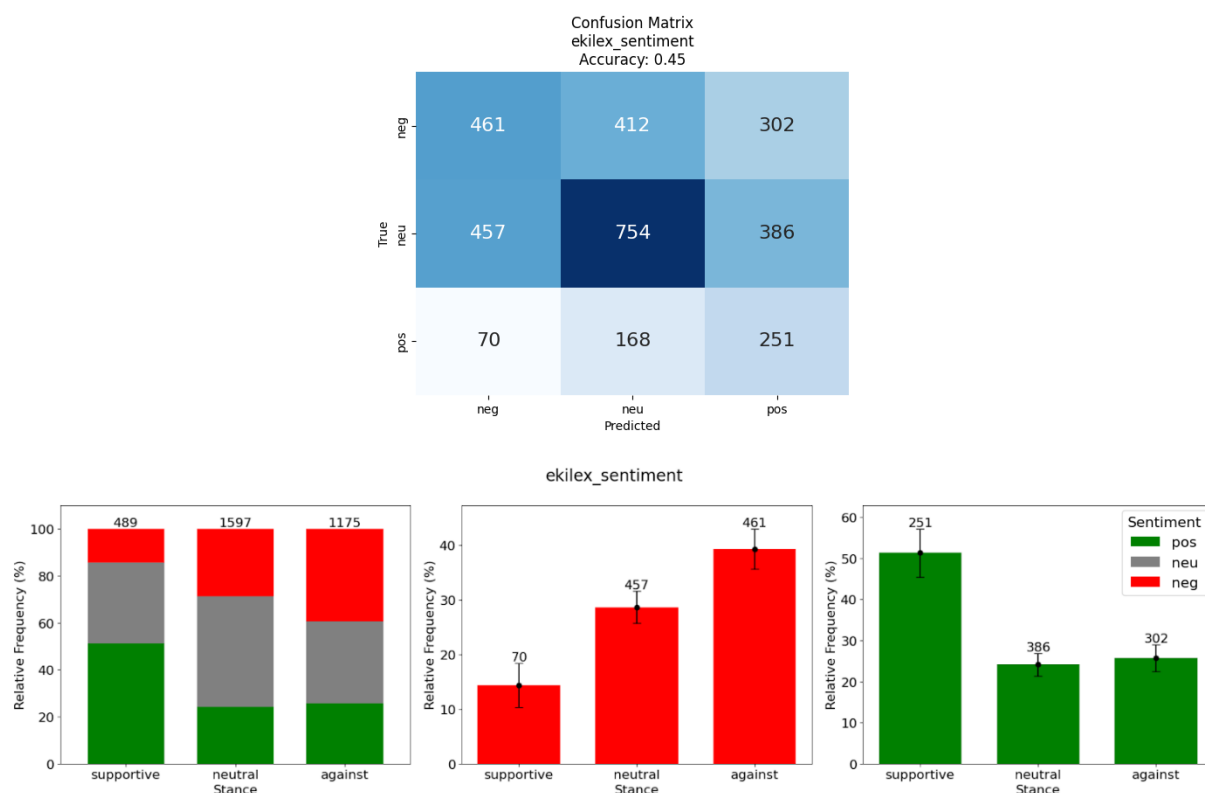 Confusion Matrix
ekilex_sentiment
Accuracy: 0.45
True
neg
461 412 302
neu
457 754 386
pos
70 168 251
neg neu pos
Predicted
ekilex_sentiment
Relative Frequency (%)
100
80
60
40
20
0
489 1597 1175
supportive neutral against
Stance
Relative Frequency (%)
40
30
20
10
0
70
457
461
supportive neutral against
Stance
Relative Frequency (%)
60
50
40
30
20
10
0
251
386
302
Sentiment
pos
neu
neg
supportive neutral against
Stance